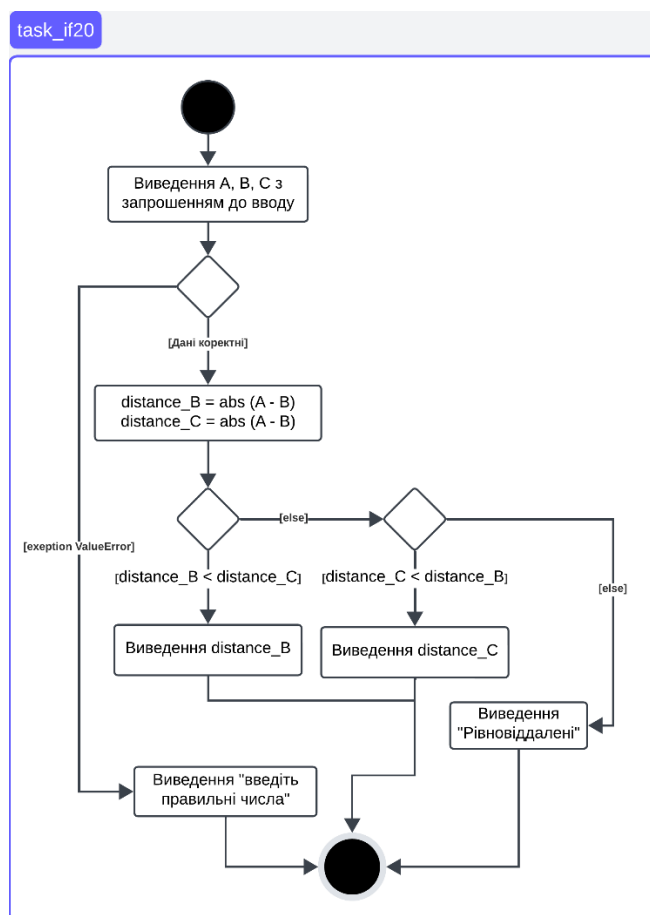 task_if20
Виведення A, B, C з
запрошенням до вводу
[Дані коректні]
distance_B = abs (A - B)
distance_C = abs (A - B)
[else]
[exeption ValueError]
[distance_B < distance_C]
[distance_C < distance_B]
[else]
Виведення distance_B
Виведення distance_C
Виведення
"Рівновіддалені"
Виведення "введіть
правильні числа"